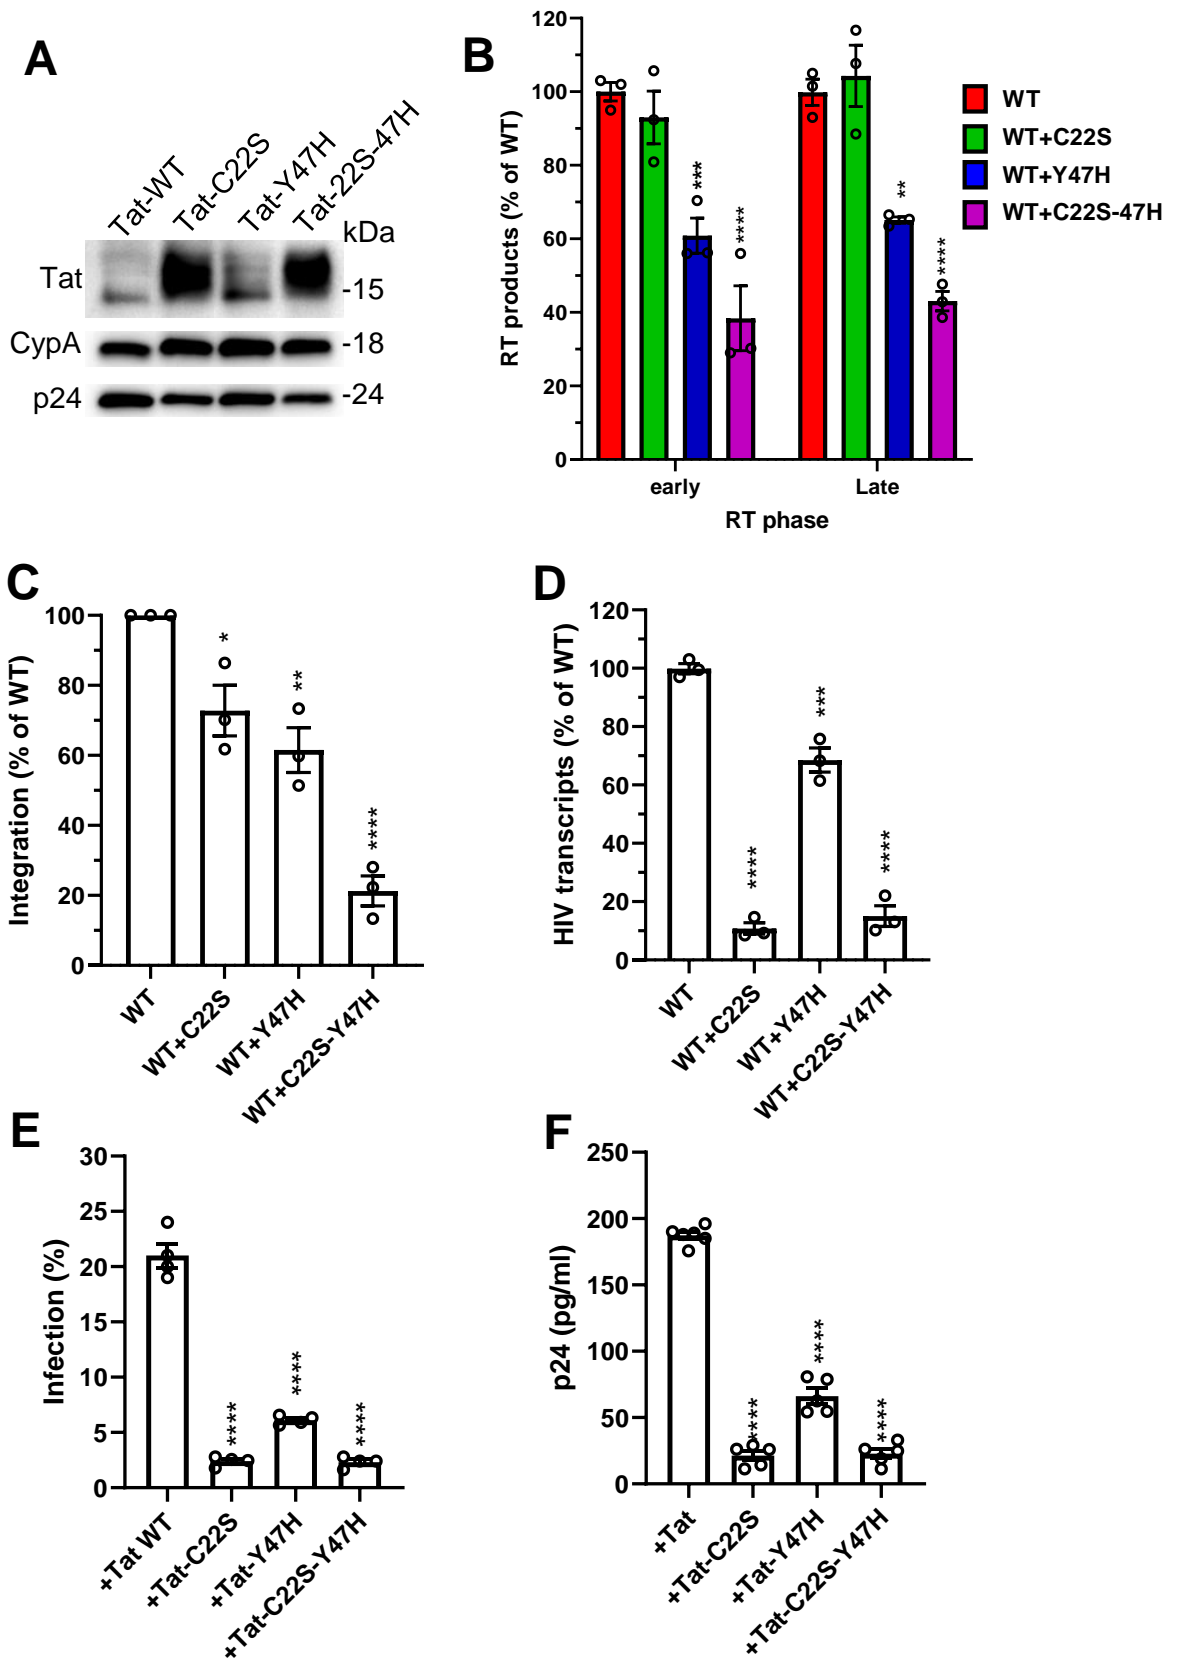 A
Tat-WT
Tat-C22S
Tat-Y47H
Tat-22S-47H
kDa
Tat
-15
CypA
-18
p24
-24
B
RT products (% of WT)
120
100
80
60
40
20
0
***
****
**
****
early
Late
RT phase
WT
WT+C22S
WT+Y47H
WT+C22S-47H
C
Integration (% of WT)
100
80
60
40
20
0
*
**
****
WT
WT+C22S
WT+Y47H
WT+C22S-Y47H
D
HIV transcripts (% of WT)
120
100
80
60
40
20
0
****
***
****
WT
WT+C22S
WT+Y47H
WT+C22S-Y47H
E
Infection (%)
30
25
20
15
10
5
0
****
****
****
+Tat WT
+Tat-C22S
+Tat-Y47H
+Tat-C22S-Y47H
F
p24 (pg/ml)
250
200
150
100
50
0
****
****
****
+Tat
+Tat-C22S
+Tat-Y47H
+Tat-C22S-Y47H